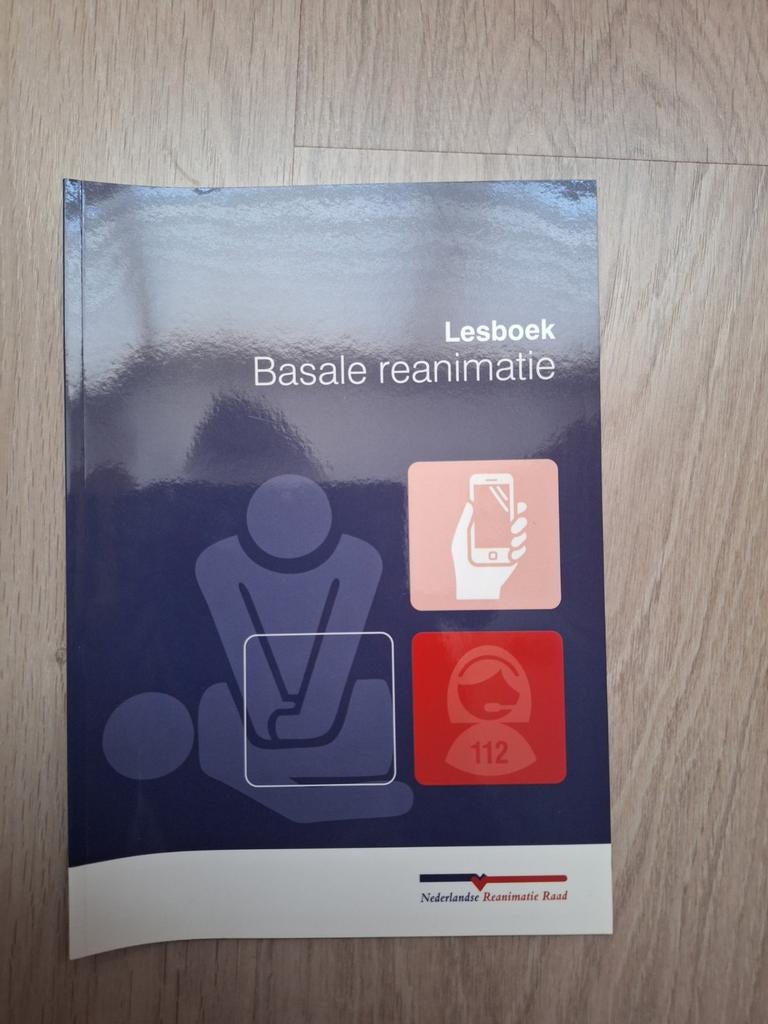 Lesboek
Basale reanimatie
112
Nederlandse Reanimatie Raad